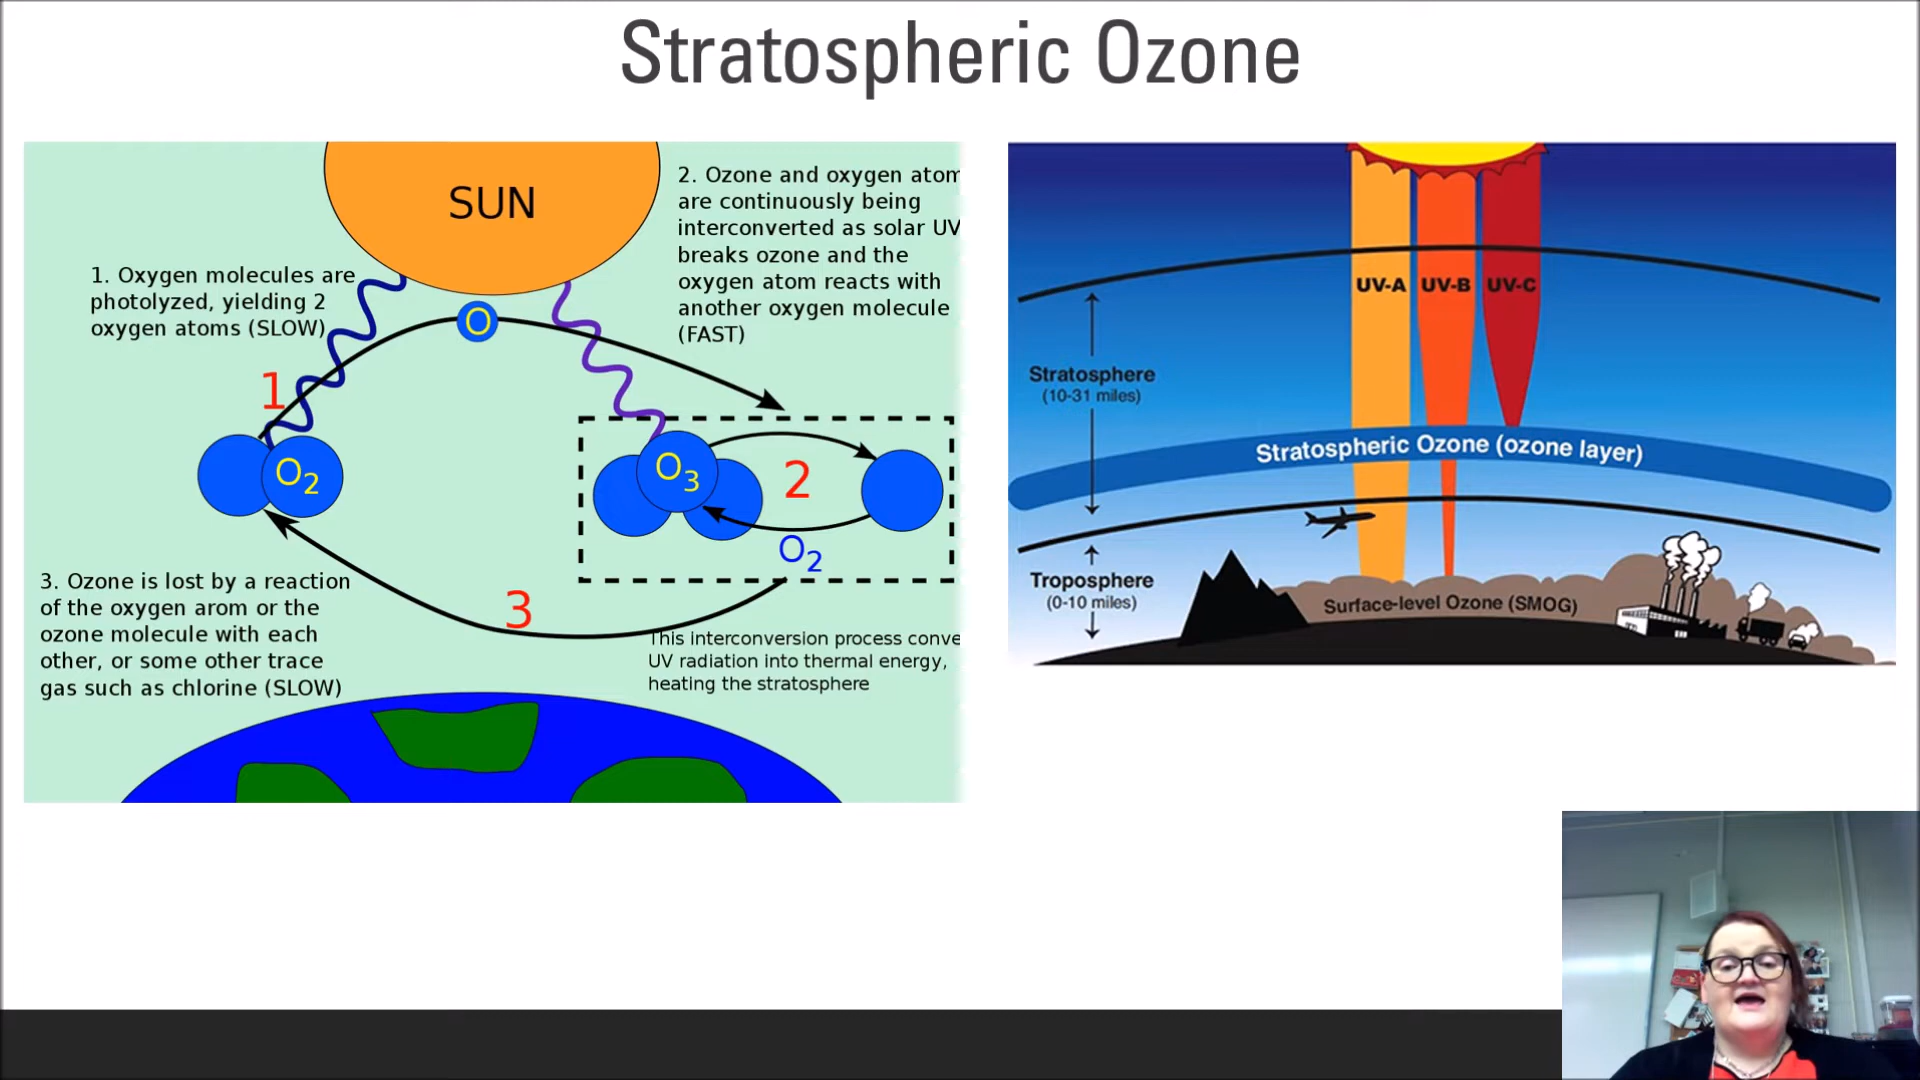 Stratospheric Ozone
SUN
1. Oxygen molecules are
photolyzed, yielding 2
oxygen atoms (SLOW)
2. Ozone and oxygen atom
are continuously being
interconverted as solar UV
breaks ozone and the
oxygen atom reacts with
another oxygen molecule
(FAST)
O
1
O2
O3
2
O2
3
3. Ozone is lost by a reaction
of the oxygen arom or the
ozone molecule with each
other, or some other trace
gas such as chlorine (SLOW)
This interconversion process conve
UV radiation into thermal energy,
heating the stratosphere
UV-A
UV-B
UV-C
Stratosphere
(10-31 miles)
Stratospheric Ozone (ozone layer)
Troposphere
(0-10 miles)
Surface-level Ozone (SMOG)